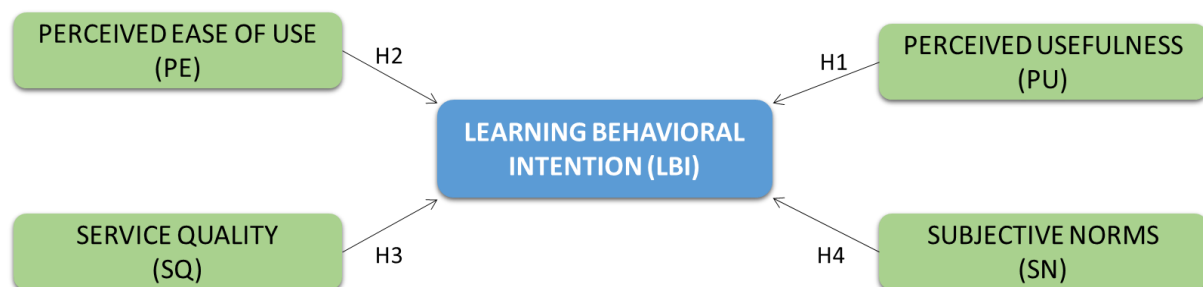 PERCEIVED EASE OF USE
(PE)
H2
H1
PERCEIVED USEFULNESS
(PU)
LEARNING BEHAVIORAL
INTENTION (LBI)
SERVICE QUALITY
(SQ)
H3
H4
SUBJECTIVE NORMS
(SN)